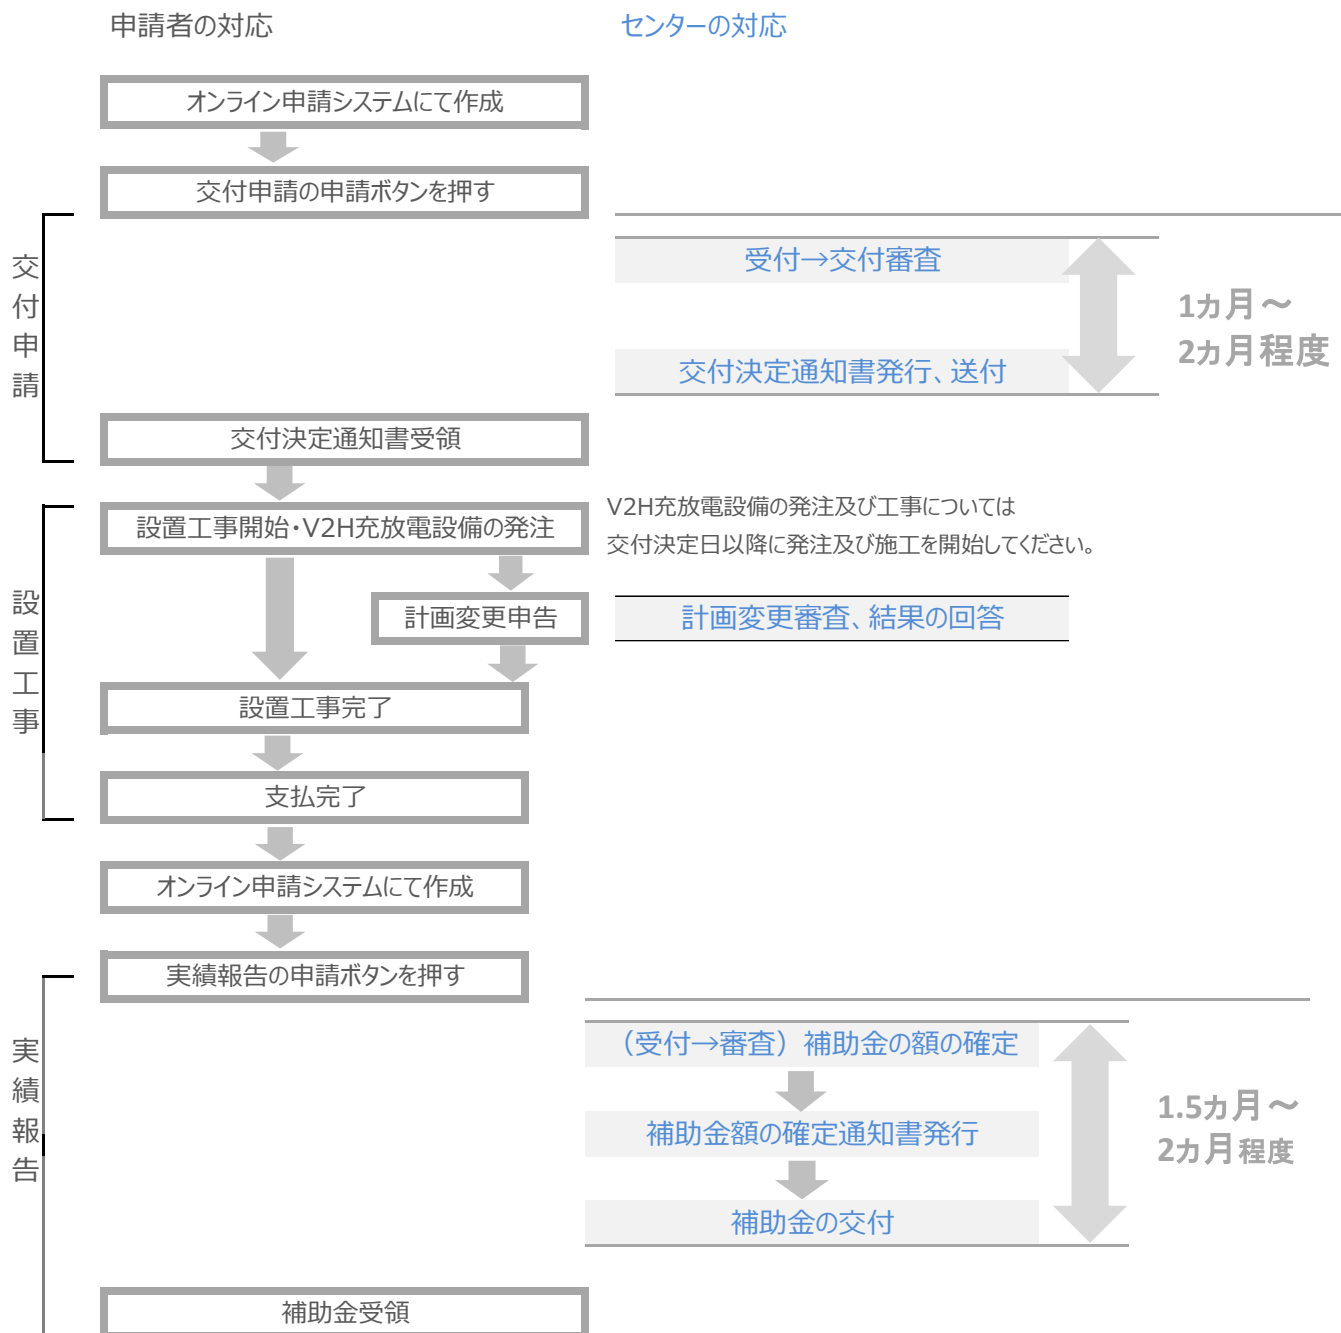 申請者の対応
センターの対応
オンライン申請システムにて作成
交付申請の申請ボタンを押す
交付申請
受付→交付審査
1カ月～
2カ月程度
交付決定通知書発行、送付
交付決定通知書受領
設置工事
設置工事開始・V2H充放電設備の発注
V2H充放電設備の発注及び工事については
交付決定日以降に発注及び施工を開始してください。
計画変更申告
計画変更審査、結果の回答
設置工事完了
支払完了
オンライン申請システムにて作成
実績報告の申請ボタンを押す
実績報告
（受付→審査）補助金の額の確定
補助金額の確定通知書発行
1.5カ月～
2カ月程度
補助金の交付
補助金受領